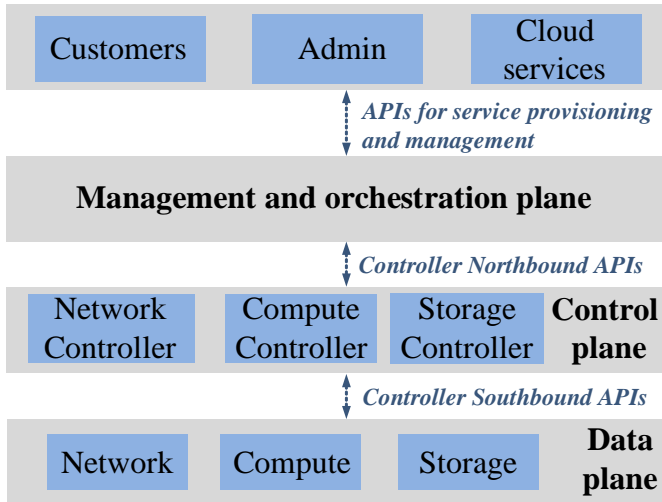 Customers
Admin
Cloud
services
APIs for service provisioning
and management
Management and orchestration plane
Controller Northbound APIs
Network
Controller
Compute
Controller
Storage
Controller
Control
plane
Controller Southbound APIs
Network
Compute
Storage
Data
plane